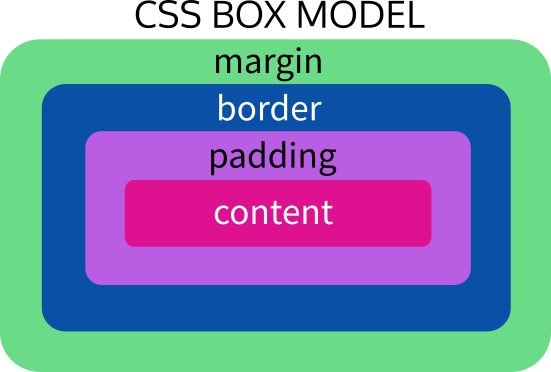 CSS BOX MODEL
margin
border
padding
content